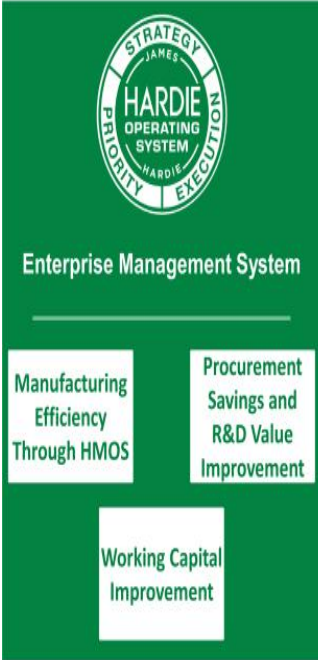 STRATEGY
JAMES
HARDIE
OPERATING
SYSTEM
HARDIE
PRIORITY
EXECUTION
Enterprise Management System
Manufacturing
Efficiency
Through HMOS
Procurement
Savings and
R&D Value
Improvement
Working Capital
Improvement